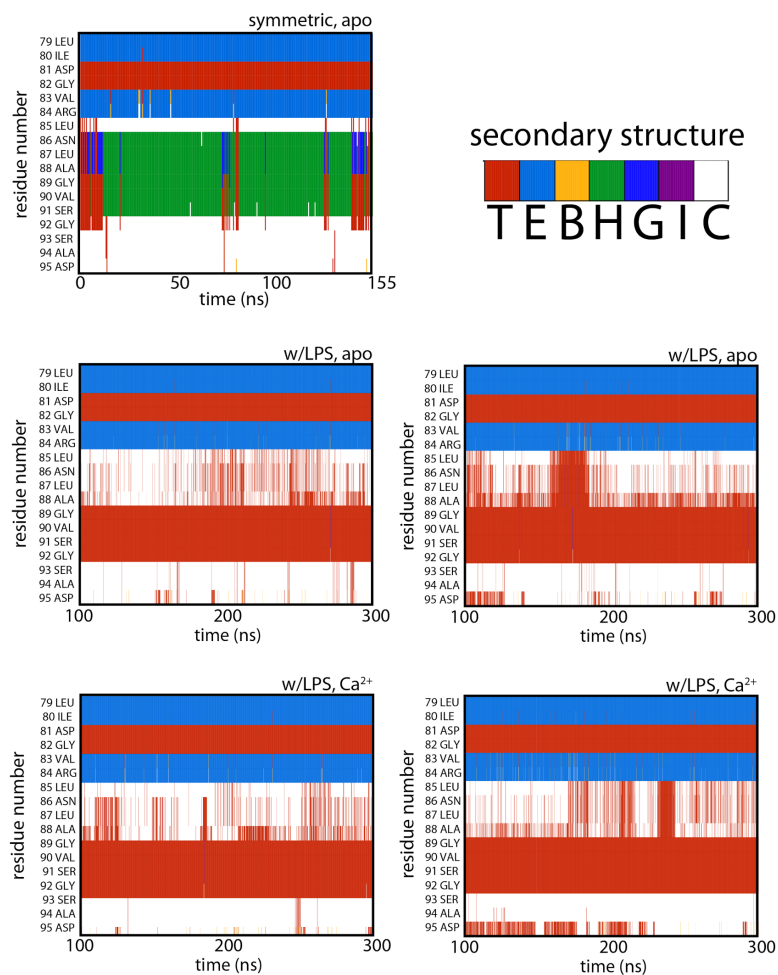 symmetric, apo
79 LEU
80 ILE
81 ASP
82 GLY
83 VAL
84 ARG
85 LEU
86 ASN
87 LEU
88 ALA
89 GLY
90 VAL
91 SER
92 GLY
93 SER
94 ALA
95 ASP
residue number
0 50 100 155
time (ns)
secondary structure
T E B H G I C
w/LPS, apo
79 LEU
80 ILE
81 ASP
82 GLY
83 VAL
84 ARG
85 LEU
86 ASN
87 LEU
88 ALA
89 GLY
90 VAL
91 SER
92 GLY
93 SER
94 ALA
95 ASP
residue number
100 200 300
time (ns)
w/LPS, apo
79 LEU
80 ILE
81 ASP
82 GLY
83 VAL
84 ARG
85 LEU
86 ASN
87 LEU
88 ALA
89 GLY
90 VAL
91 SER
92 GLY
93 SER
94 ALA
95 ASP
residue number
100 200 300
time (ns)
w/LPS, Ca²⁺
79 LEU
80 ILE
81 ASP
82 GLY
83 VAL
84 ARG
85 LEU
86 ASN
87 LEU
88 ALA
89 GLY
90 VAL
91 SER
92 GLY
93 SER
94 ALA
95 ASP
residue number
100 200 300
time (ns)
w/LPS, Ca²⁺
79 LEU
80 ILE
81 ASP
82 GLY
83 VAL
84 ARG
85 LEU
86 ASN
87 LEU
88 ALA
89 GLY
90 VAL
91 SER
92 GLY
93 SER
94 ALA
95 ASP
residue number
100 200 300
time (ns)